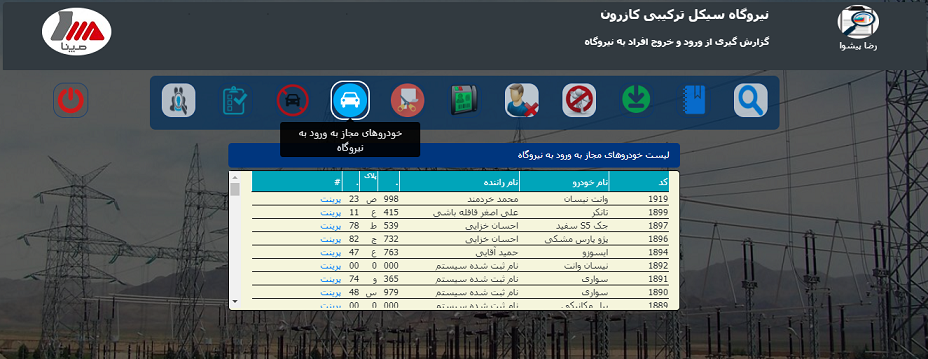 نیروگاه سیکل ترکیبی کازرون
گزارش گیری از ورود و خروج افراد به نیروگاه
رضا پیشوا
مپنا
خودروهای مجاز به ورود به
نیروگاه
لیست خودروهای مجاز به ورود به نیروگاه
کد نام خودرو نام راننده . پلاک . #
1919 وانت نیسان محمد خردمند 998 ص 23 پرینت
1899 تانکر علی اصغر قافله باشی 415 ع 11 پرینت
1897 جک S5 سفید احسان خزایی 539 ط 78 پرینت
1896 پژو پارس مشکی احسان خزایی 732 ج 82 پرینت
1894 ایسوزو حمید آقایی 763 ع 47 پرینت
1892 نیسان وانت نام ثبت شده سیستم 000 0 00 پرینت
1891 سواری نام ثبت شده سیستم 365 و 74 پرینت
1890 سواری نام ثبت شده سیستم 979 س 48 پرینت
1889 بیل مکانیکی نام ثبت شده سیستم 000 0 00 پرینت